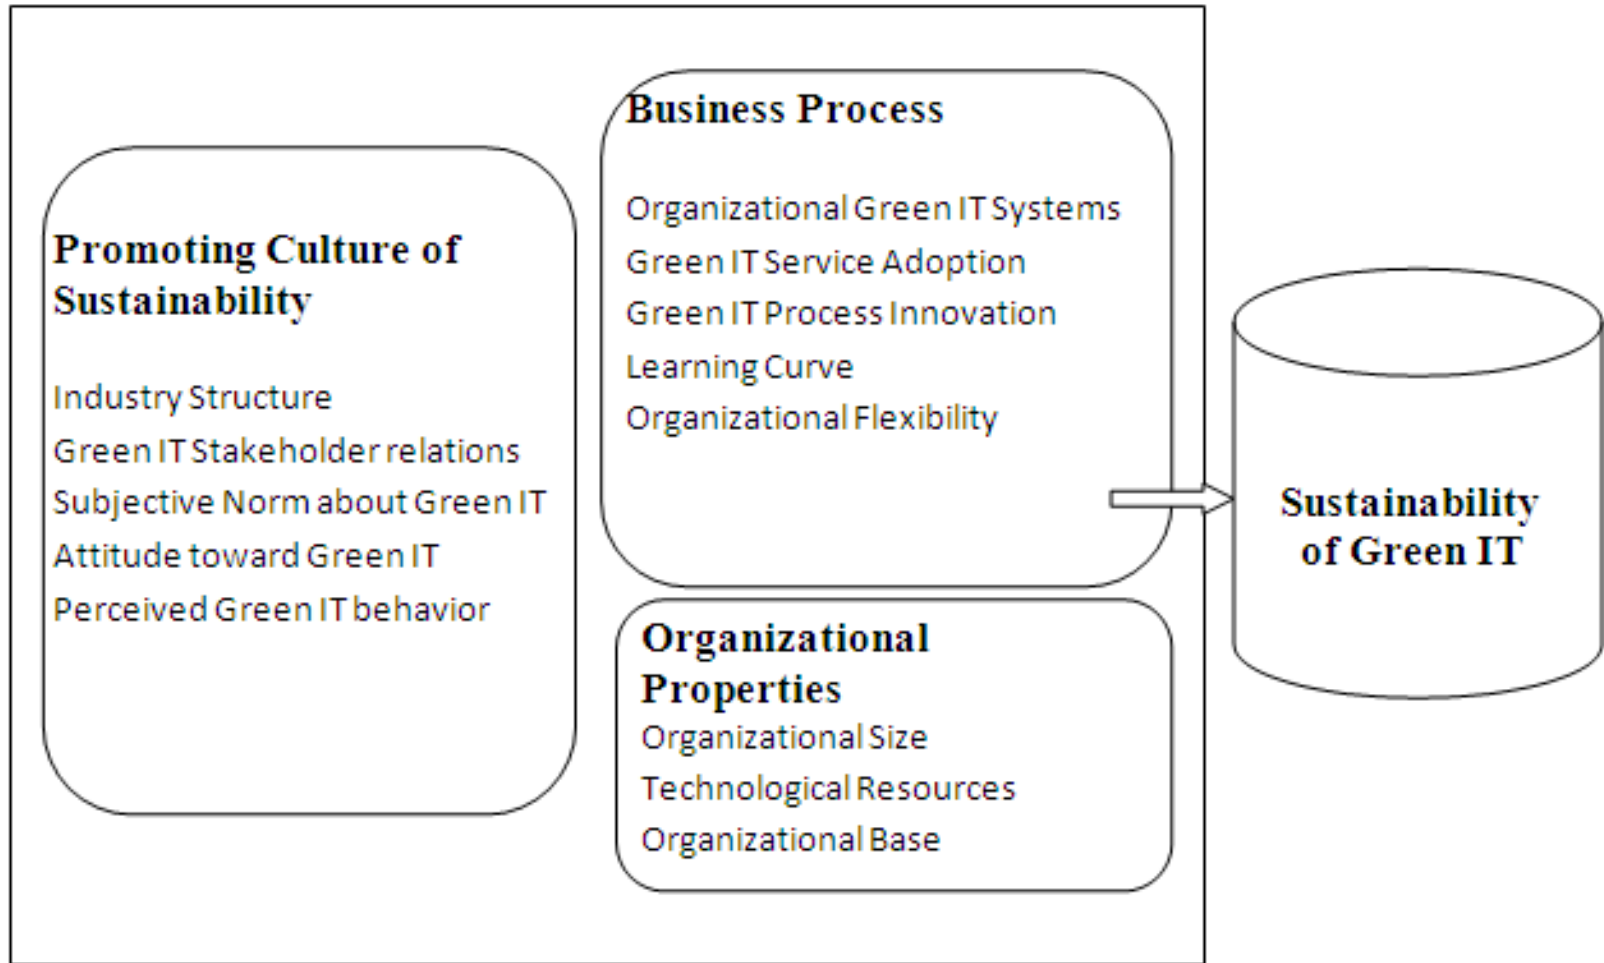 Promoting Culture of
Sustainability
Industry Structure
Green IT Stakeholder relations
Subjective Norm about Green IT
Attitude toward Green IT
Perceived Green IT behavior
Business Process
Organizational Green IT Systems
Green IT Service Adoption
Green IT Process Innovation
Learning Curve
Organizational Flexibility
Organizational
Properties
Organizational Size
Technological Resources
Organizational Base
Sustainability
of Green IT